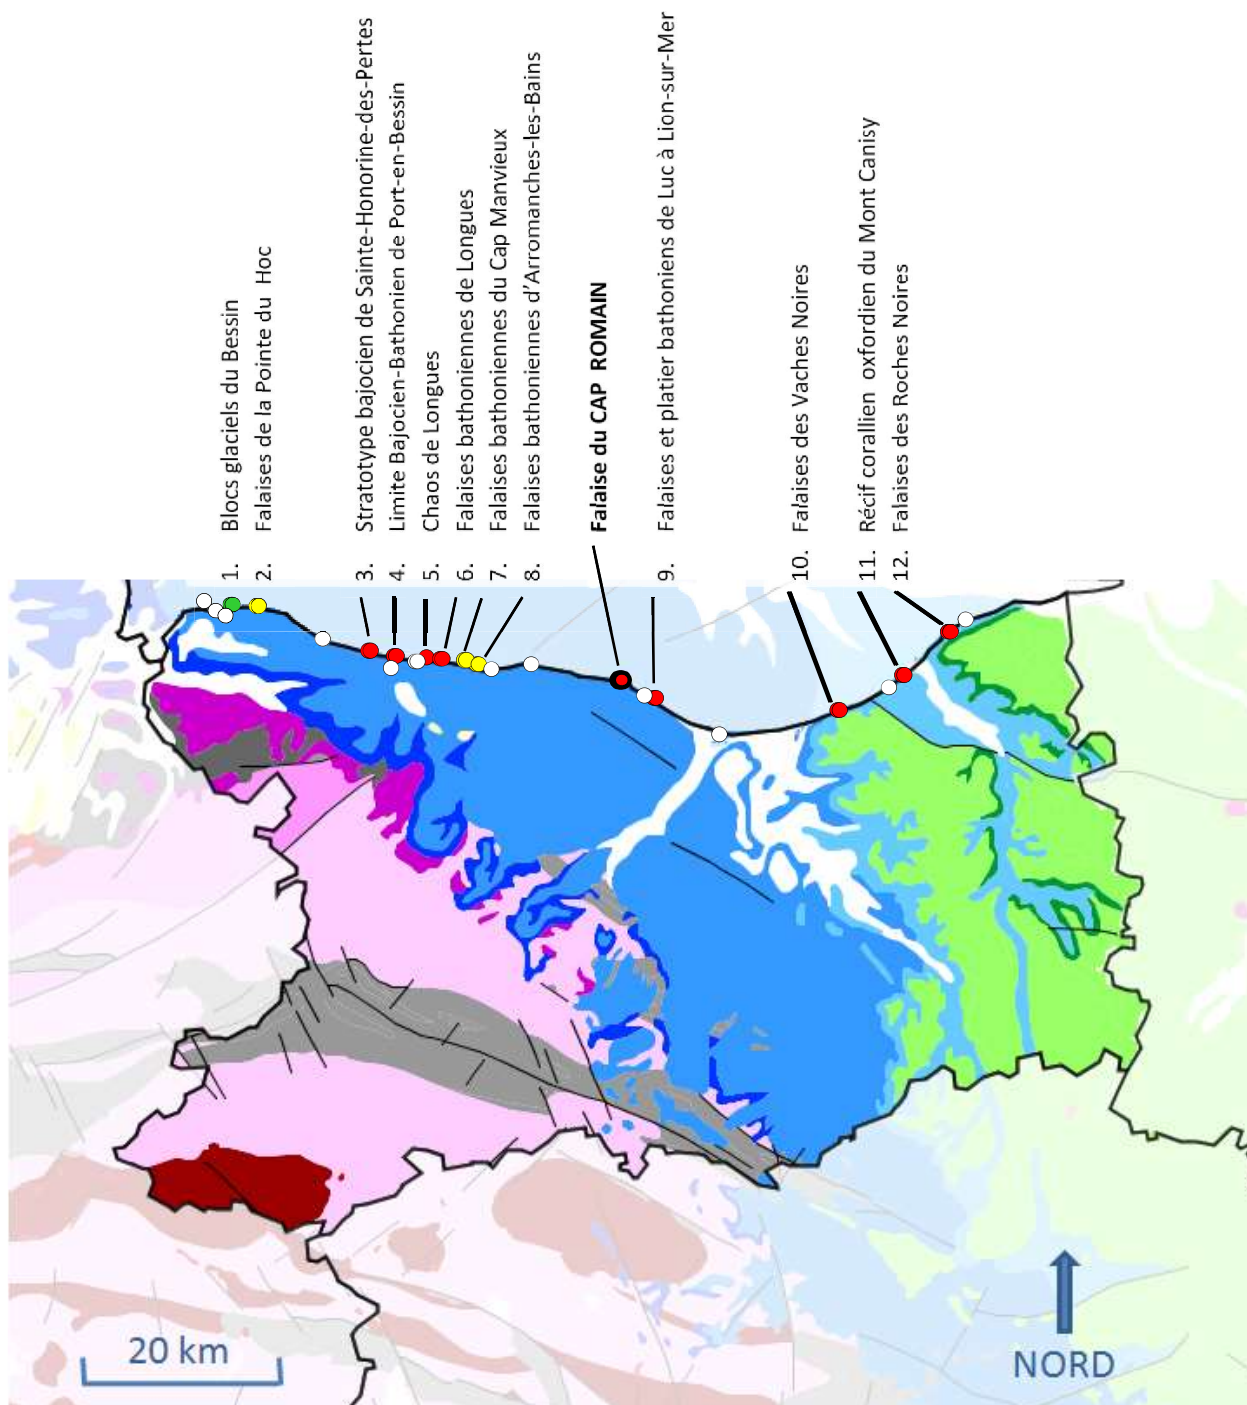 1. Blocs glaciels du Bessin
2. Falaises de la Pointe du Hoc
3. Stratotype bajocien de Sainte-Honorine-des-Pertes
4. Limite Bajocien-Bathonien de Port-en-Bessin
5. Chaos de Longues
6. Falaises bathoniennes de Longues
7. Falaises bathoniennes du Cap Manvieux
8. Falaises bathoniennes d’Arromanches-les-Bains
Falaise du CAP ROMAIN
9. Falaises et platier bathoniens de Luc à Lion-sur-Mer
10. Falaises des Vaches Noires
11. Récif corallien oxfordien du Mont Canisy
12. Falaises des Roches Noires
20 km
NORD